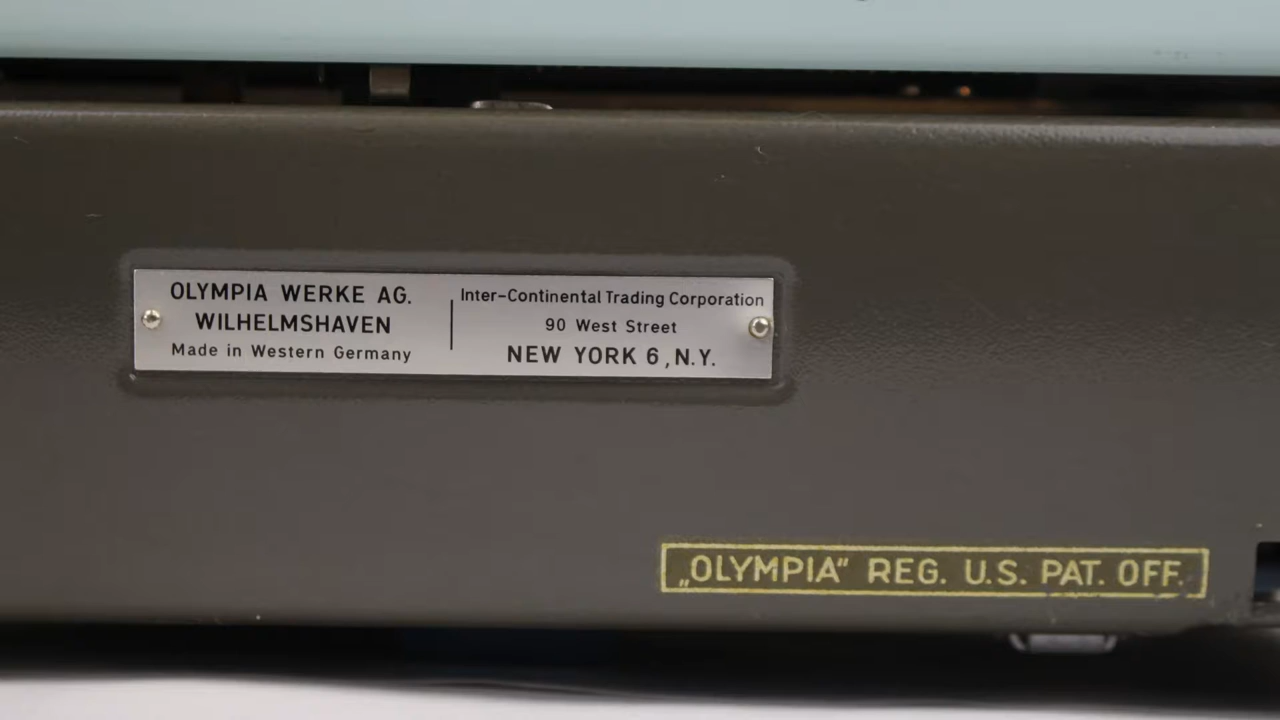 OLYMPIA WERKE AG.
WILHELMSHAVEN
Made in Western Germany
Inter-Continental Trading Corporation
90 West Street
NEW YORK 6, N.Y.
„OLYMPIA“ REG. U.S. PAT. OFF.